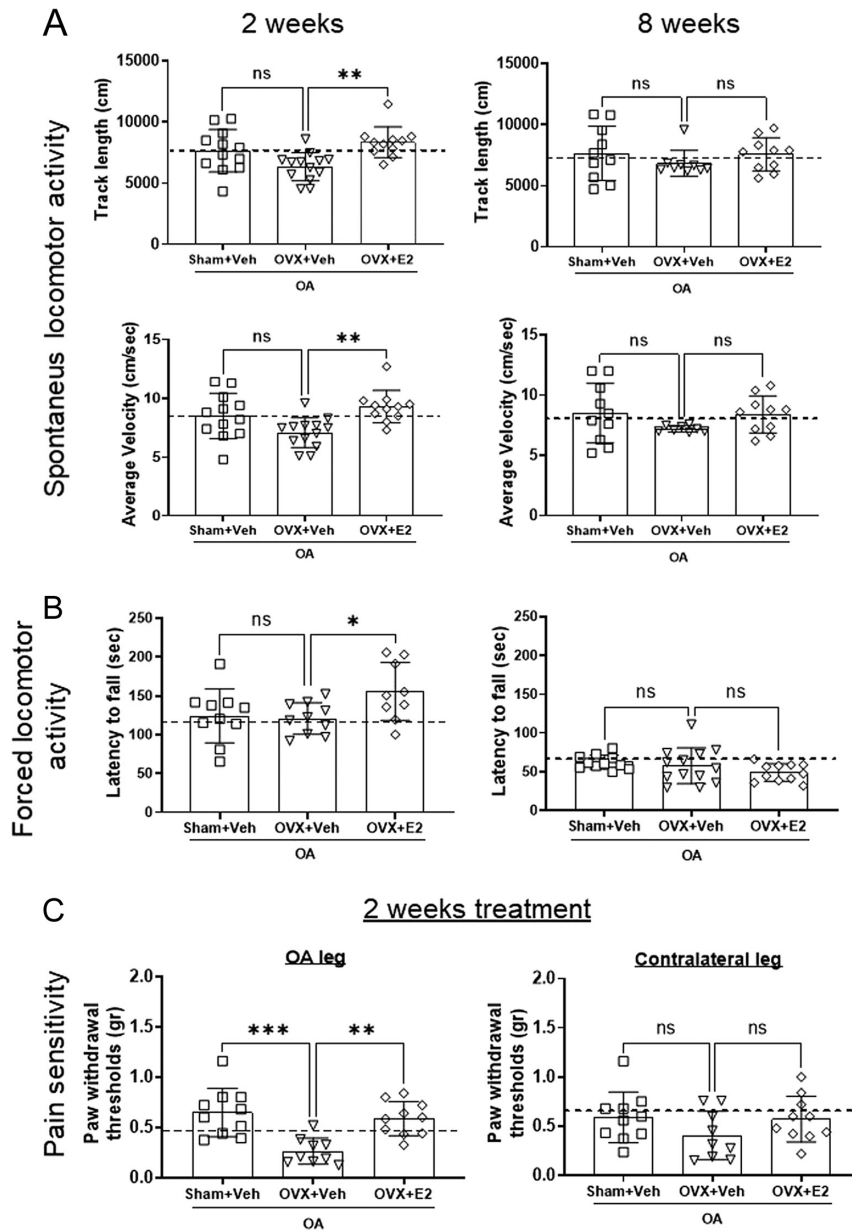 A
2 weeks
8 weeks
Spontaneus locomotor activity
Track length (cm)
15000
10000
5000
0
ns
**
Sham+Veh
OVX+Veh
OVX+E2
OA
Track length (cm)
15000
10000
5000
0
ns
ns
Sham+Veh
OVX+Veh
OVX+E2
OA
Average Velocity (cm/sec)
15
10
5
0
ns
**
Sham+Veh
OVX+Veh
OVX+E2
OA
Average Velocity (cm/sec)
15
10
5
0
ns
ns
Sham+Veh
OVX+Veh
OVX+E2
OA
B
Forced locomotor
activity
Latency to fall (sec)
250
200
150
100
50
0
ns
*
Sham+Veh
OVX+Veh
OVX+E2
OA
Latency to fall (sec)
250
200
150
100
50
0
ns
ns
Sham+Veh
OVX+Veh
OVX+E2
OA
C
2 weeks treatment
Pain sensitivity
OA leg
Paw withdrawal
thresholds (gr)
2.0
1.5
1.0
0.5
0.0
***
**
Sham+Veh
OVX+Veh
OVX+E2
OA
Contralateral leg
Paw withdrawal
thresholds (gr)
2.0
1.5
1.0
0.5
0.0
ns
ns
Sham+Veh
OVX+Veh
OVX+E2
OA